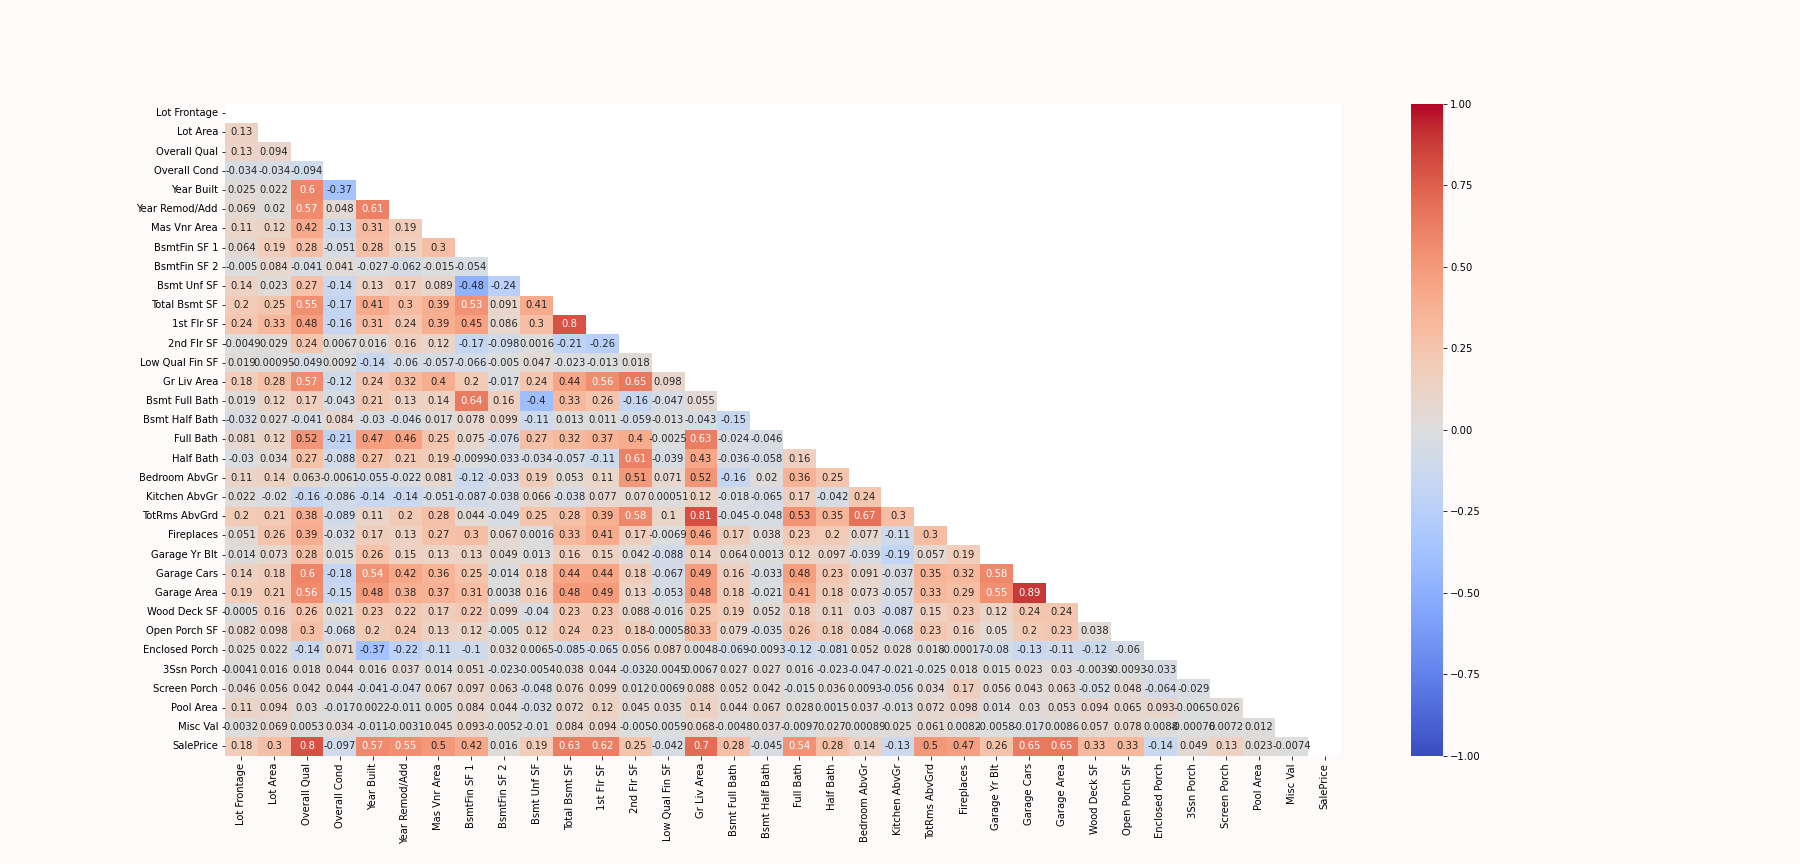 Lot Frontage
Lot Area 0.13
Overall Qual 0.13 0.094
Overall Cond -0.034 -0.034 -0.094
Year Built 0.025 0.022 0.6 -0.37
Year Remod/Add 0.069 0.02 0.57 0.048 0.61
Mas Vnr Area 0.11 0.12 0.42 -0.13 0.31 0.19
BsmtFin SF 1 0.064 0.19 0.28 -0.051 0.28 0.15 0.3
BsmtFin SF 2 -0.005 0.084 -0.041 0.041 -0.027 -0.062 -0.015 -0.054
Bsmt Unf SF 0.14 0.023 0.27 -0.14 0.13 0.17 0.089 -0.48 -0.24
Total Bsmt SF 0.2 0.25 0.55 -0.17 0.41 0.3 0.39 0.53 0.091 0.41
1st Flr SF 0.24 0.33 0.48 -0.16 0.31 0.24 0.39 0.45 0.086 0.3 0.8
2nd Flr SF -0.0049 0.029 0.24 0.0067 0.016 0.16 0.12 -0.17 -0.098 0.0016 -0.21 -0.26
Low Qual Fin SF 0.019 -0.049 0.0092 -0.14 -0.06 -0.057 -0.066 -0.005 0.047 -0.023 -0.013 0.018
Gr Liv Area 0.18 0.28 0.57 -0.12 0.24 0.32 0.4 0.2 -0.017 0.24 0.44 0.56 0.65 0.098
Bsmt Full Bath 0.019 0.12 0.17 -0.043 0.21 0.13 0.14 0.64 0.16 -0.4 0.33 0.26 -0.16 -0.047 0.055
Bsmt Half Bath -0.032 0.027 -0.041 0.084 -0.03 -0.046 0.017 0.078 0.099 -0.11 0.013 0.011 -0.059 -0.013 -0.043 -0.15
Full Bath 0.081 0.12 0.52 -0.21 0.47 0.46 0.25 0.075 -0.076 0.27 0.32 0.37 0.4 -0.0025 0.63 -0.024 -0.046
Half Bath -0.03 0.034 0.27 -0.088 0.27 0.21 0.19 -0.0099 -0.033 -0.034 -0.057 -0.11 0.61 -0.039 0.43 -0.036 -0.058 0.16
Bedroom AbvGr 0.11 0.14 0.063 -0.0061 -0.055 -0.022 0.081 -0.12 -0.033 0.19 0.053 0.11 0.51 0.071 0.52 -0.16 0.02 0.36 0.25
Kitchen AbvGr 0.022 -0.02 -0.16 -0.086 -0.14 -0.14 -0.051 -0.087 -0.038 0.066 -0.038 0.077 0.07 0.00051 0.12 -0.018 -0.065 0.17 -0.042 0.24
TotRms AbvGrd 0.2 0.21 0.38 -0.089 0.11 0.2 0.28 0.044 -0.049 0.25 0.28 0.39 0.58 0.1 0.81 -0.045 -0.048 0.53 0.35 0.67 0.3
Fireplaces 0.051 0.26 0.39 -0.032 0.17 0.13 0.27 0.3 0.067 0.0016 0.33 0.41 0.17 -0.0069 0.46 0.17 0.038 0.23 0.2 0.077 -0.11 0.3
Garage Yr Blt 0.014 0.073 0.28 0.015 0.26 0.15 0.13 0.13 0.049 0.013 0.16 0.15 0.042 -0.088 0.14 0.064 0.0013 0.12 0.097 -0.039 -0.19 0.057 0.19
Garage Cars 0.14 0.18 0.6 -0.18 0.54 0.42 0.36 0.25 -0.014 0.18 0.44 0.44 0.18 -0.067 0.49 0.16 -0.033 0.48 0.23 0.091 -0.037 0.35 0.32 0.58
Garage Area 0.19 0.21 0.56 -0.15 0.48 0.38 0.37 0.31 0.0038 0.16 0.48 0.49 0.13 -0.053 0.48 0.18 -0.021 0.41 0.18 0.073 -0.057 0.33 0.29 0.55 0.89
Wood Deck SF -0.0005 0.16 0.26 0.021 0.23 0.22 0.17 0.22 0.099 -0.04 0.23 0.23 0.088 -0.016 0.25 0.19 0.052 0.18 0.11 0.03 -0.087 0.15 0.23 0.12 0.24 0.24
Open Porch SF 0.082 0.098 0.3 -0.068 0.2 0.24 0.13 0.12 -0.005 0.12 0.24 0.23 0.18 -0.00058 0.33 0.079 -0.035 0.26 0.18 0.084 -0.068 0.23 0.16 0.05 0.2 0.23 0.038
Enclosed Porch 0.025 0.022 -0.14 0.071 -0.37 -0.22 -0.11 -0.1 0.032 0.0065 -0.085 -0.065 0.056 0.087 0.0048 -0.069 -0.0093 -0.12 -0.081 0.052 0.028 0.018 -0.00017 -0.08 -0.13 -0.11 -0.12 -0.06
3Ssn Porch -0.0041 0.016 0.018 0.044 0.016 0.037 0.014 0.051 -0.023 -0.0054 0.038 0.044 -0.032 -0.0045 0.0067 0.027 0.027 0.016 -0.023 -0.047 -0.021 -0.025 0.018 0.015 0.023 0.03 -0.0039 -0.0093 -0.033
Screen Porch 0.046 0.056 0.042 0.044 -0.041 -0.047 0.067 0.097 0.063 -0.048 0.076 0.099 0.012 0.0069 0.088 0.052 0.042 -0.015 0.036 0.0093 -0.056 0.034 0.17 0.056 0.043 0.063 -0.052 0.048 -0.064 -0.029
Pool Area 0.11 0.094 0.03 -0.017 0.0022 -0.011 0.005 0.084 0.044 -0.032 0.072 0.12 0.045 0.035 0.14 0.044 0.067 0.028 0.0015 0.037 -0.013 0.072 0.098 0.014 0.03 0.053 0.094 0.065 0.093 -0.0065 0.026
Misc Val -0.0032 0.069 0.0053 0.034 -0.011 -0.0031 0.045 0.093 -0.0052 -0.01 0.084 0.094 -0.005 -0.0059 0.068 -0.0048 0.037 -0.0097 0.027 0.00089 0.025 0.061 0.0082 -0.0058 -0.017 0.0086 0.057 0.078 0.0088 -0.00076 0.0072 0.012
SalePrice 0.18 0.3 0.8 -0.097 0.57 0.55 0.5 0.42 0.016 0.19 0.63 0.62 0.25 -0.042 0.7 0.28 -0.045 0.54 0.28 0.14 -0.13 0.5 0.47 0.26 0.65 0.65 0.33 0.33 -0.14 0.049 0.13 0.023 -0.0074
Lot Frontage
Lot Area
Overall Qual
Overall Cond
Year Built
Year Remod/Add
Mas Vnr Area
BsmtFin SF 1
BsmtFin SF 2
Bsmt Unf SF
Total Bsmt SF
1st Flr SF
2nd Flr SF
Low Qual Fin SF
Gr Liv Area
Bsmt Full Bath
Bsmt Half Bath
Full Bath
Half Bath
Bedroom AbvGr
Kitchen AbvGr
TotRms AbvGrd
Fireplaces
Garage Yr Blt
Garage Cars
Garage Area
Wood Deck SF
Open Porch SF
Enclosed Porch
3Ssn Porch
Screen Porch
Pool Area
Misc Val
SalePrice
1.00
0.75
0.50
0.25
0.00
−0.25
−0.50
−0.75
−1.00